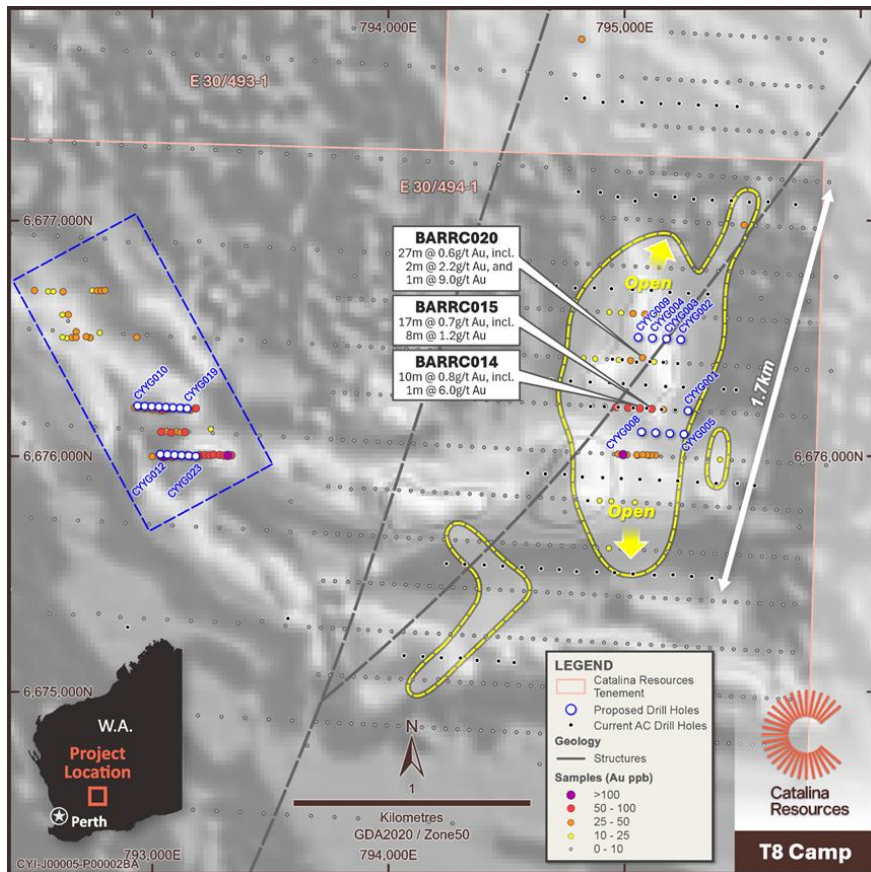 794,000E
795,000E
E 30/493-1
E 30/494-1
6,677,000N
BARRC020
27m @ 0.6g/t Au, incl.
2m @ 2.2g/t Au, and
1m @ 9.0g/t Au
Open
CYYG009
CYYG004
CYYG003
CYYG002
BARRC015
17m @ 0.7g/t Au, incl.
8m @ 1.2g/t Au
BARRC014
10m @ 0.8g/t Au, incl.
1m @ 6.0g/t Au
CYYG010
CYYG019
CYYG001
1.7km
CYYG008
CYYG005
6,676,000N
6,676,000N
CYYG012
CYYG023
Open
6,675,000N
W.A.
Project
Location
Perth
N
1
Kilometres
GDA2020 / Zone50
LEGEND
Catalina Resources
Tenement
Proposed Drill Holes
Current AC Drill Holes
Geology
Structures
Samples (Au ppb)
>100
50 - 100
25 - 50
10 - 25
0 - 10
Catalina
Resources
T8 Camp
CYI-J00005-P00002BA
793,000E
794,000E